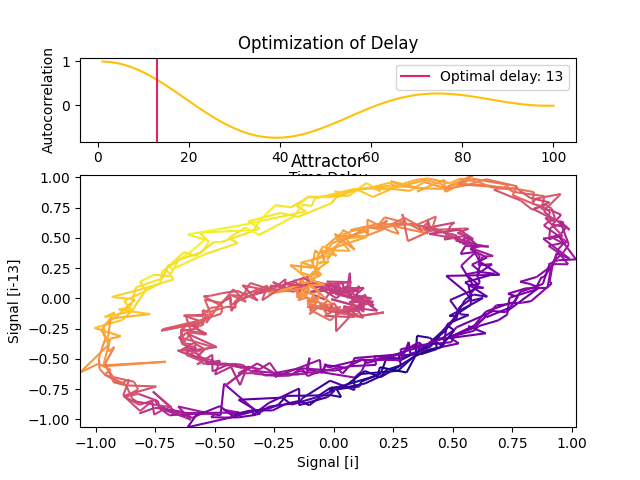 Optimization of Delay
Autocorrelation
1
0
Optimal delay: 13
0 20 40 60 80 100
Time Delay
Attractor
Signal [i-13]
1.00
0.75
0.50
0.25
0.00
−0.25
−0.50
−0.75
−1.00
−1.00 −0.75 −0.50 −0.25 0.00 0.25 0.50 0.75 1.00
Signal [i]